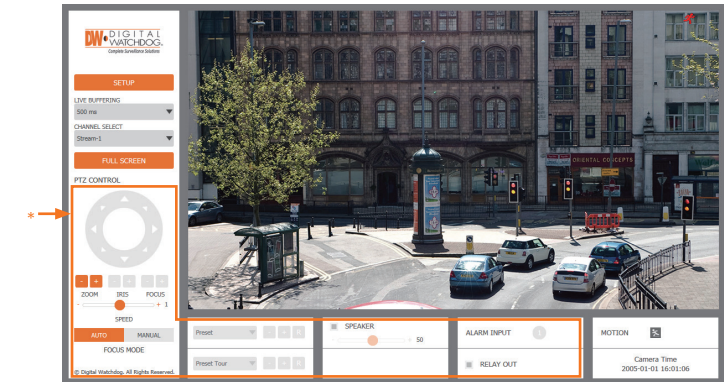 DW DIGITAL
WATCHDOG
Complete Surveillance Solutions
SETUP
LIVE BUFFERING
500 ms
CHANNEL SELECT
Stream-1
FULL SCREEN
PTZ CONTROL
*
- + - + - +
ZOOM IRIS FOCUS
- + 1
SPEED
AUTO MANUAL
FOCUS MODE
© Digital Watchdog. All Rights Reserved.
ORIENTAL CONCEPTS
Preset - + R
Preset Tour - + R
SPEAKER
- + 50
ALARM INPUT 1
RELAY OUT
MOTION
Camera Time
2005-01-01 16:01:06